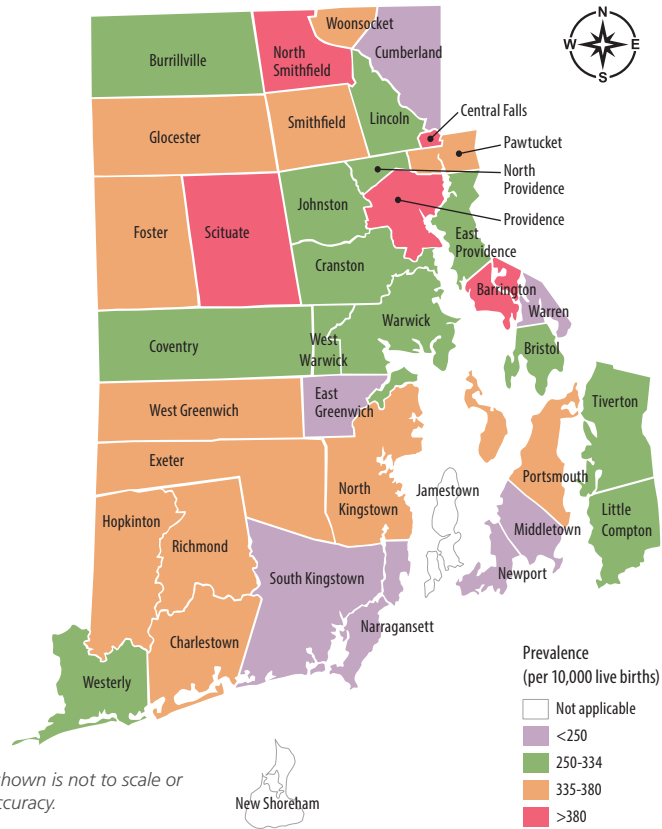 N
W E
S
Woonsocket
Burrillville
North
Smithfield
Cumberland
Central Falls
Lincoln
Smithfield
Glocester
Pawtucket
North
Providence
Johnston
Providence
Foster
Scituate
East
Providence
Cranston
Barrington
Warren
Warwick
West
Warwick
Coventry
Bristol
East
Greenwich
West Greenwich
Tiverton
Exeter
Portsmouth
North
Kingstown
Jamestown
Hopkinton
Little
Compton
Richmond
Middletown
Newport
South Kingstown
Narragansett
Charlestown
Westerly
Prevalence
(per 10,000 live births)
Not applicable
<250
250-334
335-380
>380
shown is not to scale or
ccuracy.
New Shoreham